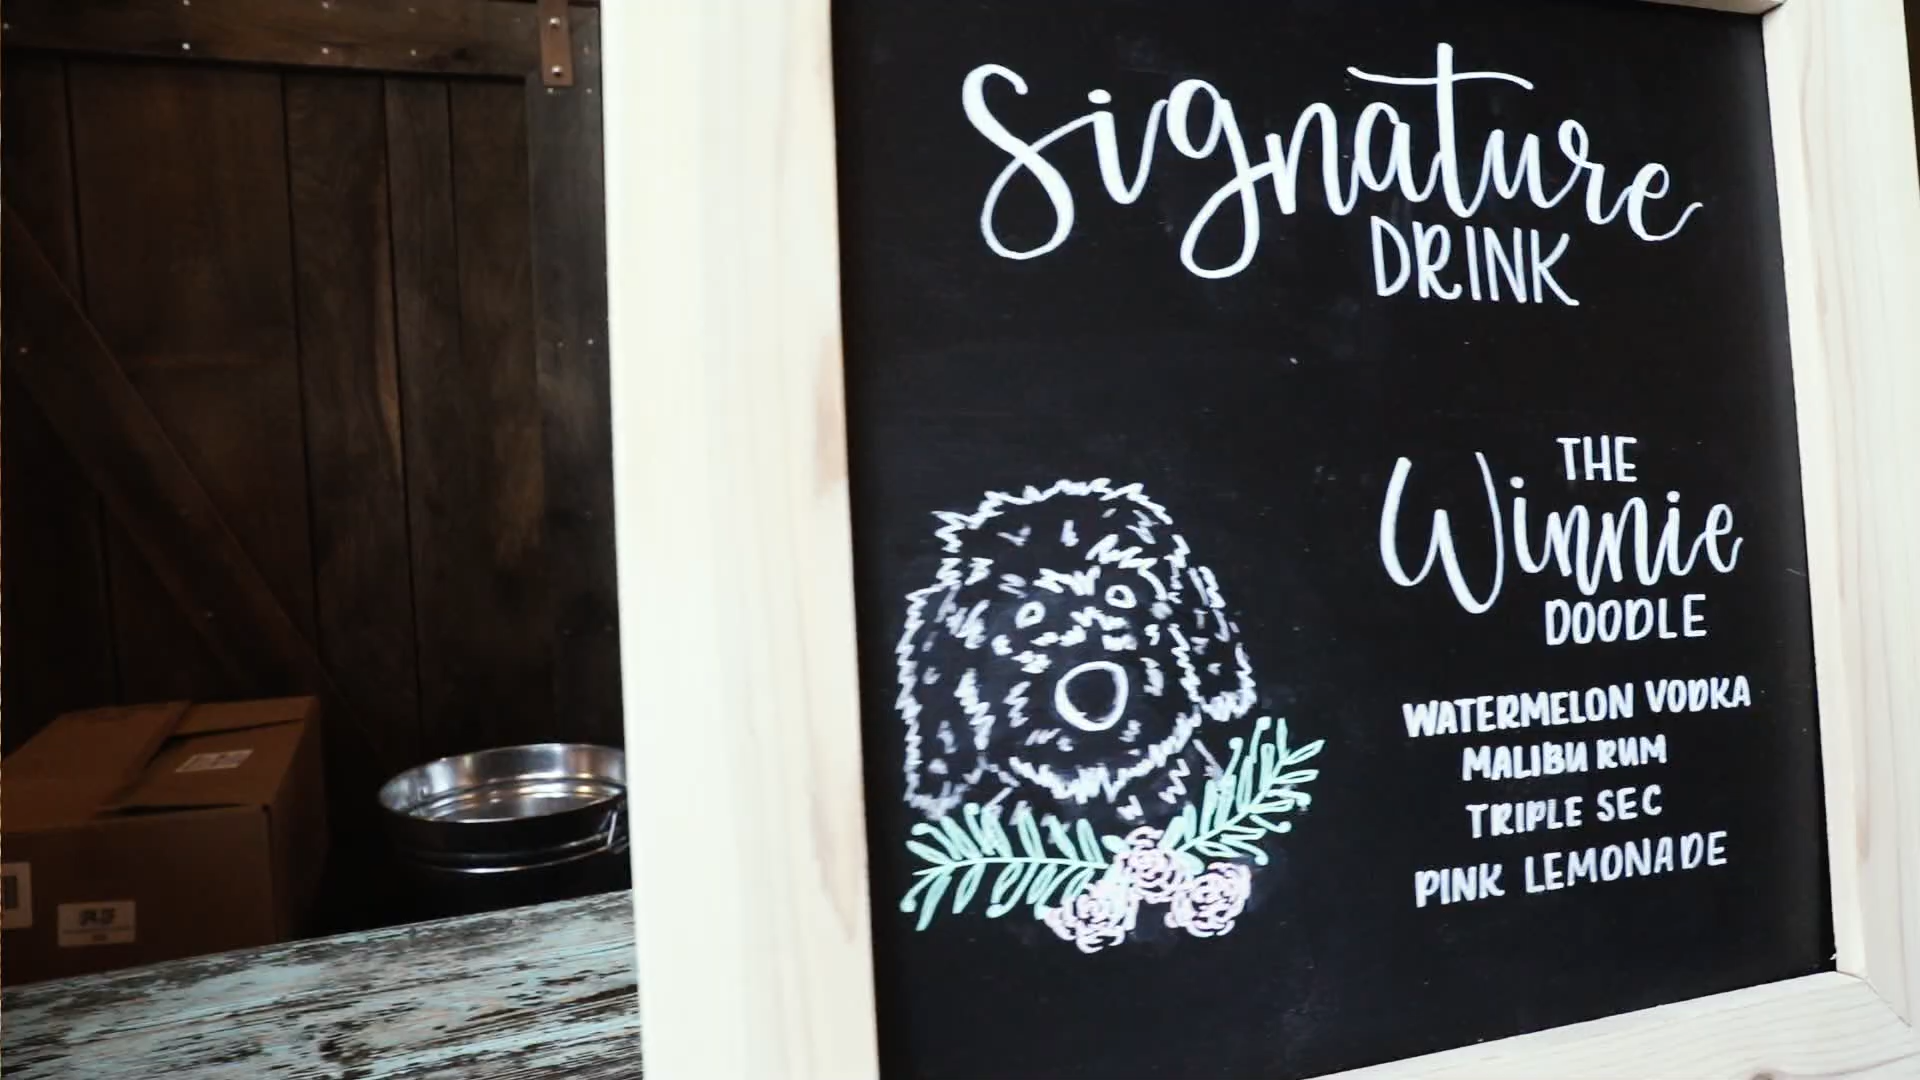 Signature
DRINK
THE
Winnie
DOODLE
WATERMELON VODKA
MALIBU RUM
TRIPLE SEC
PINK LEMONADE